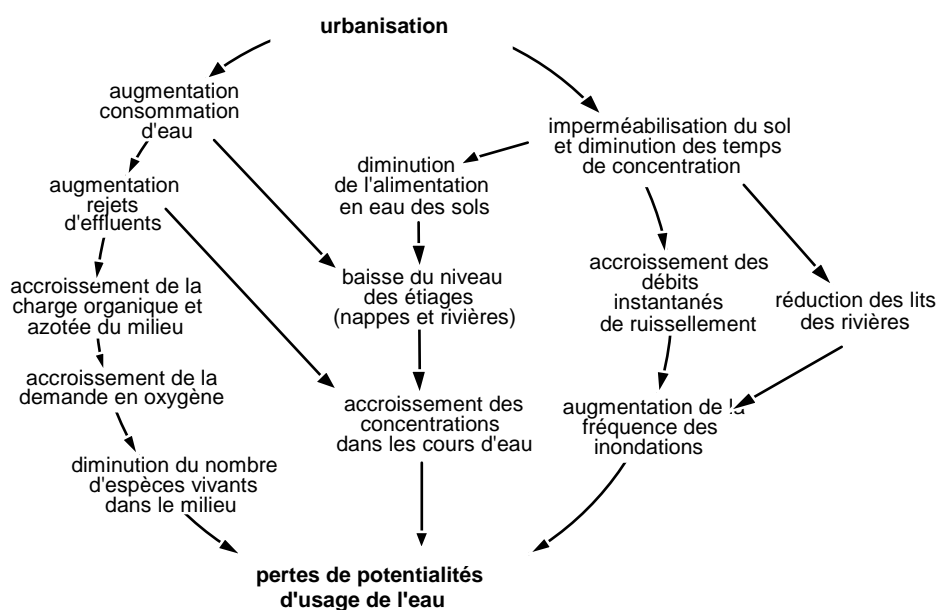 urbanisation
augmentation
consommation
d'eau
imperméabilisation du sol
et diminution des temps
de concentration
diminution
de l'alimentation
en eau des sols
augmentation
rejets
d'effluents
accroissement de la
charge organique et
azotée du milieu
baisse du niveau
des étiages
(nappes et rivières)
accroissement des
débits
instantanés
de ruissellement
réduction des lits
des rivières
accroissement de la
demande en oxygène
accroissement des
concentrations
dans les cours d'eau
augmentation de la
fréquence des
inondations
diminution du nombre
d'espèces vivants
dans le milieu
pertes de potentialités
d'usage de l'eau